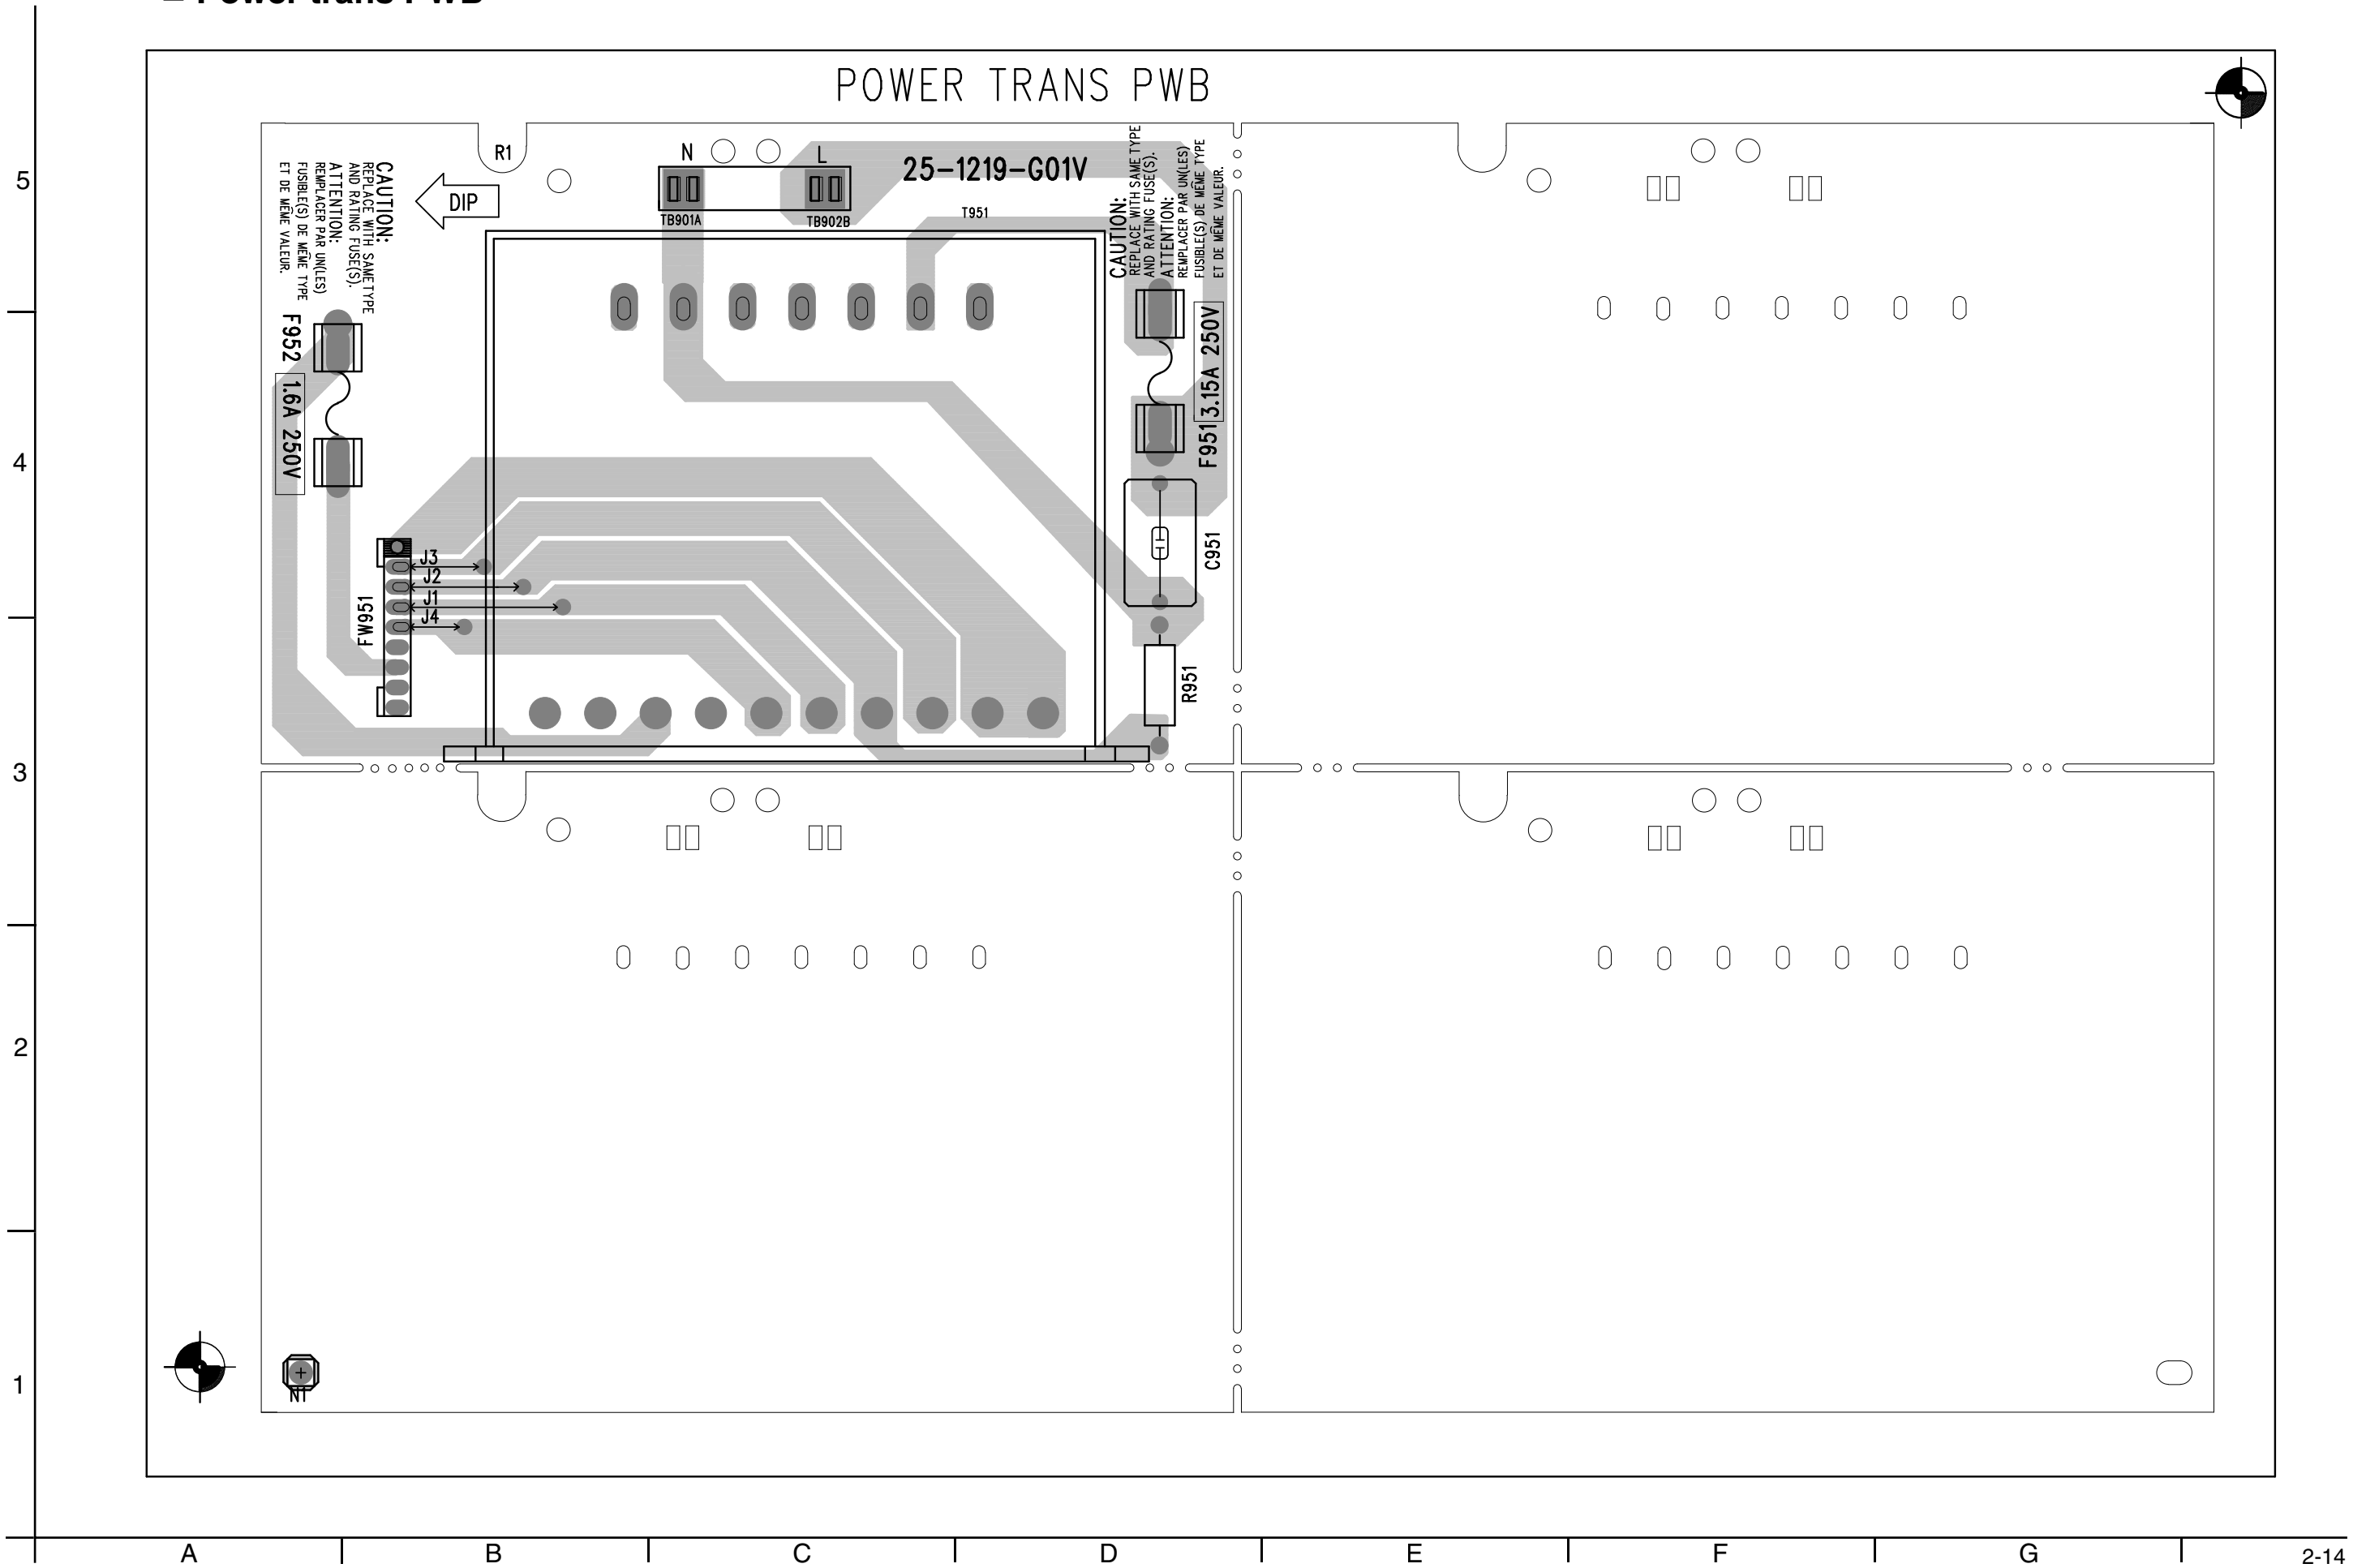 Power trans PWB
POWER TRANS PWB
R1
N
L
25-1219-G01V
DIP
TB901A
TB902B
T951
CAUTION:
REPLACE WITH SAME TYPE
AND RATING FUSE(S).
ATTENTION:
REMPLACER PAR UN(LES)
FUSIBLE(S) DE MÊME TYPE
ET DE MÊME VALEUR.
CAUTION:
REPLACE WITH SAME TYPE
AND RATING FUSE(S).
ATTENTION:
REMPLACER PAR UN(LES)
FUSIBLE(S) DE MÊME TYPE
ET DE MÊME VALEUR.
F952
1.6A 250V
F951
3.15A 250V
C951
J3
J2
J1
J4
FW951
R951
N1
5
4
3
2
1
A
B
C
D
E
F
G
2-14